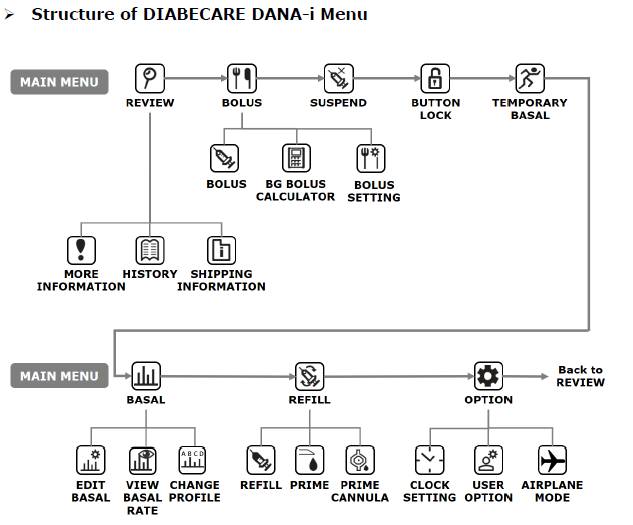 ➢ Structure of DIABECARE DANA-i Menu
MAIN MENU
REVIEW
BOLUS
SUSPEND
BUTTON
LOCK
TEMPORARY
BASAL
BOLUS
BG BOLUS
CALCULATOR
BOLUS
SETTING
MORE
INFORMATION
HISTORY
SHIPPING
INFORMATION
MAIN MENU
BASAL
REFILL
OPTION
Back to
REVIEW
A B C D
EDIT
BASAL
VIEW
BASAL
RATE
CHANGE
PROFILE
REFILL
PRIME
PRIME
CANNULA
CLOCK
SETTING
USER
OPTION
AIRPLANE
MODE